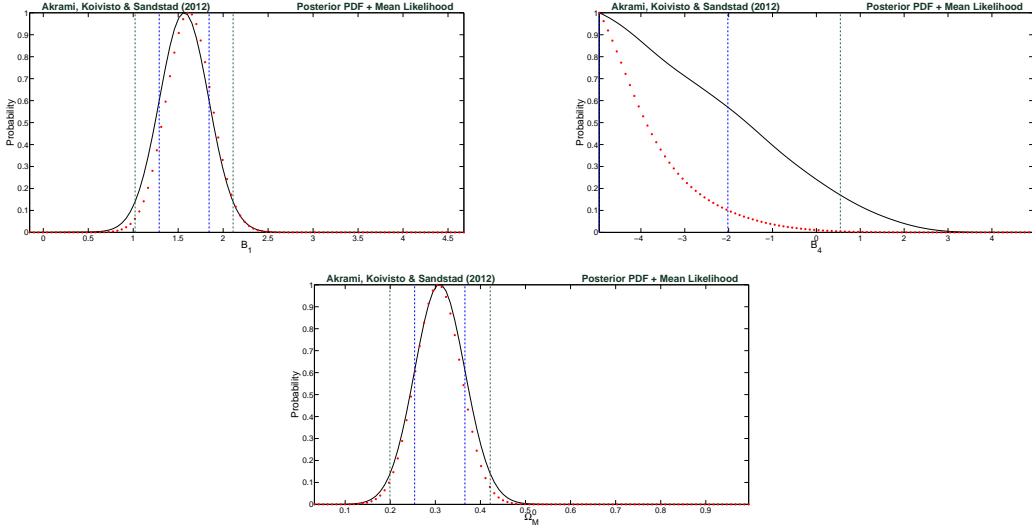 Akrami, Koivisto & Sandstad (2012) Posterior PDF + Mean Likelihood
1
0.9
0.8
0.7
0.6
0.5
0.4
0.3
0.2
0.1
0
Probability
0 0.5 1 1.5 2 2.5 3 3.5 4 4.5
B₁
Akrami, Koivisto & Sandstad (2012) Posterior PDF + Mean Likelihood
1
0.9
0.8
0.7
0.6
0.5
0.4
0.3
0.2
0.1
0
Probability
−4 −3 −2 −1 0 1 2 3 4
B₄
Akrami, Koivisto & Sandstad (2012) Posterior PDF + Mean Likelihood
1
0.9
0.8
0.7
0.6
0.5
0.4
0.3
0.2
0.1
0
Probability
0.1 0.2 0.3 0.4 0.5 0.6 0.7 0.8 0.9
Ω⁰_M